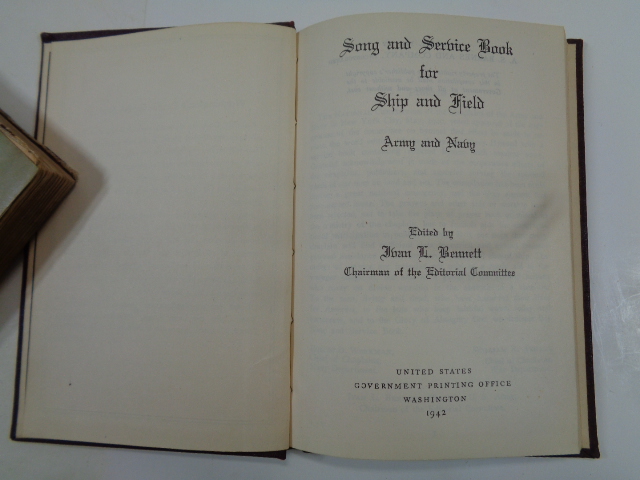 Song and Service Book
for
Ship and Field
Army and Navy
Edited by
Ivan L. Bennett
Chairman of the Editorial Committee
UNITED STATES
GOVERNMENT PRINTING OFFICE
WASHINGTON
1942